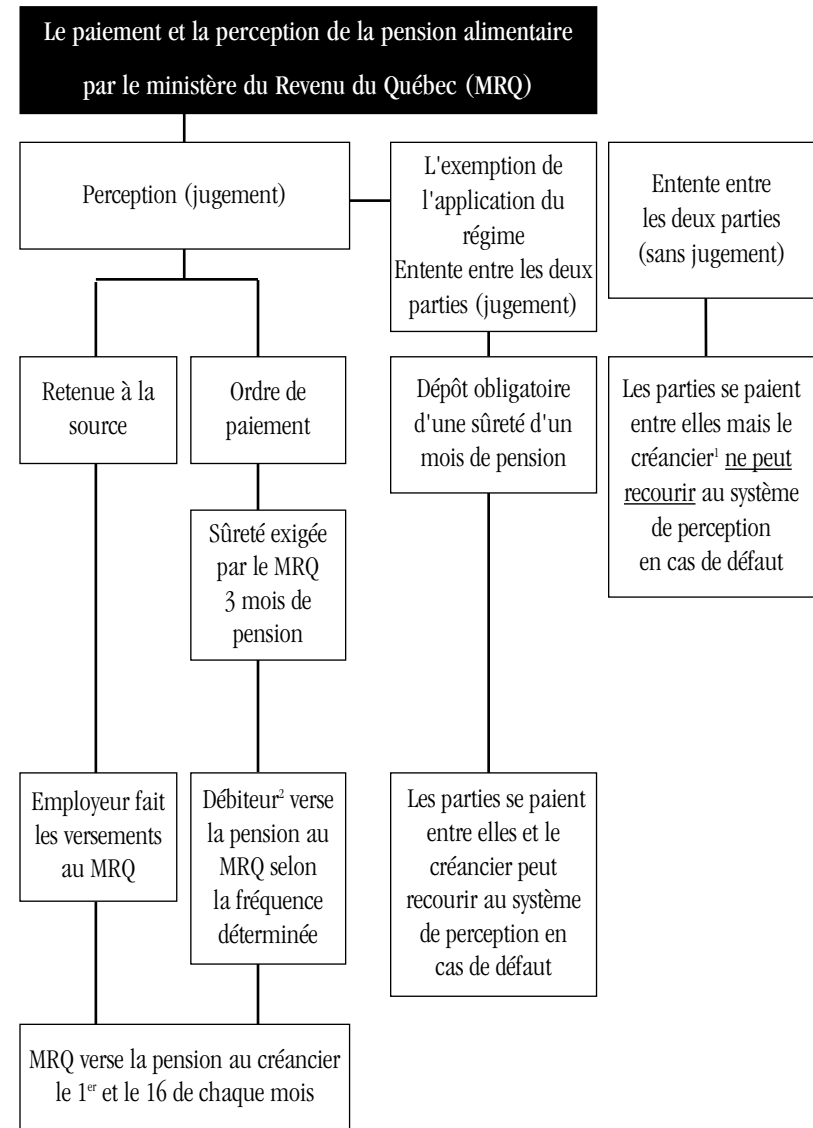 Le paiement et la perception de la pension alimentaire
par le ministère du Revenu du Québec (MRQ)
Perception (jugement)
L'exemption de
l'application du
régime
Entente entre les deux
parties (jugement)
Entente entre
les deux parties
(sans jugement)
Retenue à la
source
Ordre de
paiement
Dépôt obligatoire
d'une sûreté d'un
mois de pension
Les parties se paient
entre elles mais le
créancier¹ ne peut
recourir au système
de perception
en cas de défaut
Sûreté exigée
par le MRQ
3 mois de
pension
Employeur fait
les versements
au MRQ
Débiteur² verse
la pension au
MRQ selon
la fréquence
déterminée
Les parties se paient
entre elles et le
créancier peut
recourir au système
de perception en
cas de défaut
MRQ verse la pension au créancier
le 1er et le 16 de chaque mois